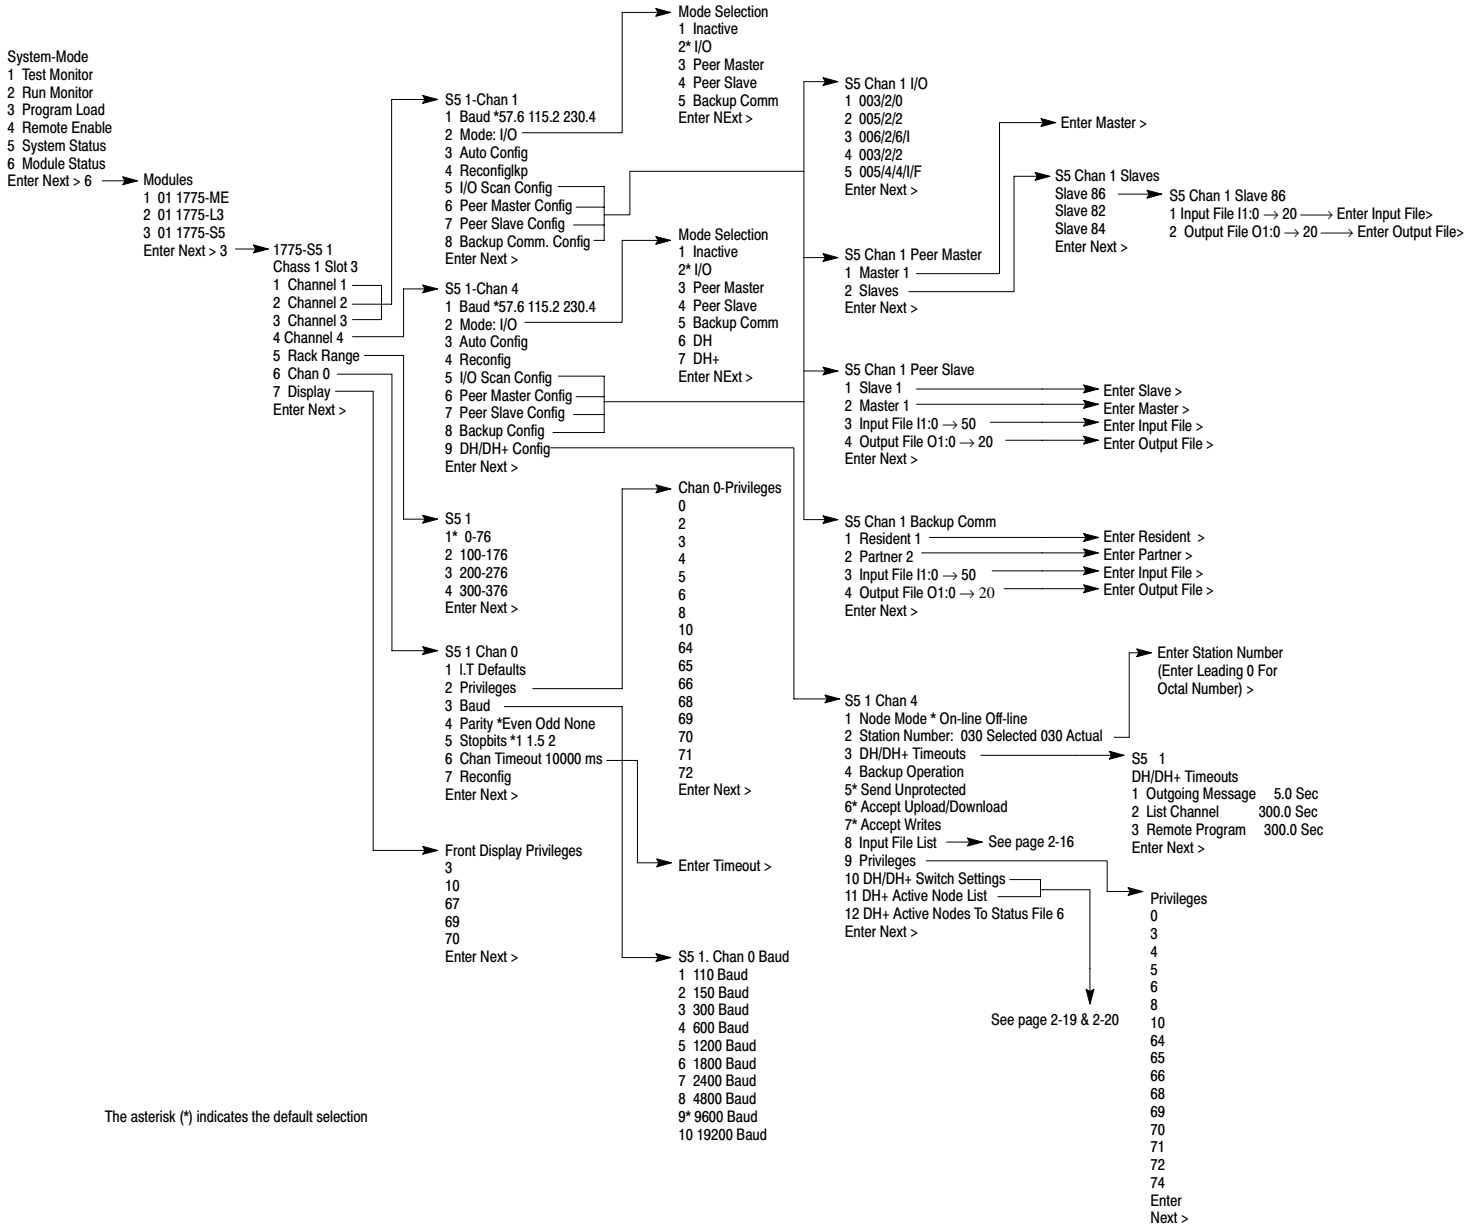 System-Mode
1 Test Monitor
2 Run Monitor
3 Program Load
4 Remote Enable
5 System Status
6 Module Status
Enter Next > 6
Modules
1 01 1775-ME
2 01 1775-L3
3 01 1775-S5
Enter Next > 3
1775-S5 1
Chass 1 Slot 3
1 Channel 1
2 Channel 2
3 Channel 3
4 Channel 4
5 Rack Range
6 Chan 0
7 Display
Enter Next >
S5 1-Chan 1
1 Baud *57.6 115.2 230.4
2 Mode: I/O
3 Auto Config
4 Reconfiglkp
5 I/O Scan Config
6 Peer Master Config
7 Peer Slave Config
8 Backup Comm. Config
Enter Next >
S5 1-Chan 4
1 Baud *57.6 115.2 230.4
2 Mode: I/O
3 Auto Config
4 Reconfig
5 I/O Scan Config
6 Peer Master Config
7 Peer Slave Config
8 Backup Config
9 DH/DH+ Config
Enter Next >
S5 1
1* 0-76
2 100-176
3 200-276
4 300-376
Enter Next >
S5 1 Chan 0
1 I.T Defaults
2 Privileges
3 Baud
4 Parity *Even Odd None
5 Stopbits *1 1.5 2
6 Chan Timeout 10000 ms
7 Reconfig
Enter Next >
Front Display Privileges
3
10
67
69
70
Enter Next >
Mode Selection
1 Inactive
2* I/O
3 Peer Master
4 Peer Slave
5 Backup Comm
Enter NExt >
Mode Selection
1 Inactive
2* I/O
3 Peer Master
4 Peer Slave
5 Backup Comm
6 DH
7 DH+
Enter NExt >
Chan 0-Privileges
0
2
3
4
5
6
8
10
64
65
66
68
69
70
71
72
Enter Next >
Enter Timeout >
S5 1. Chan 0 Baud
1 110 Baud
2 150 Baud
3 300 Baud
4 600 Baud
5 1200 Baud
6 1800 Baud
7 2400 Baud
8 4800 Baud
9* 9600 Baud
10 19200 Baud
S5 Chan 1 I/O
1 003/2/0
2 005/2/2
3 006/2/6/I
4 003/2/2
5 005/4/4/I/F
Enter Next >
S5 Chan 1 Peer Master
1 Master 1
2 Slaves
Enter Next >
Enter Master >
S5 Chan 1 Slaves
Slave 86
Slave 82
Slave 84
Enter Next >
S5 Chan 1 Slave 86
1 Input File I1:0 → 20 → Enter Input File>
2 Output File O1:0 → 20 → Enter Output File>
S5 Chan 1 Peer Slave
1 Slave 1 Enter Slave >
2 Master 1 Enter Master >
3 Input File I1:0 → 50 Enter Input File >
4 Output File O1:0 → 20 Enter Output File >
Enter Next >
S5 Chan 1 Backup Comm
1 Resident 1 Enter Resident >
2 Partner 2 Enter Partner >
3 Input File I1:0 → 50 Enter Input File >
4 Output File O1:0 → 20 Enter Output File >
Enter Next >
S5 1 Chan 4
1 Node Mode * On-line Off-line
2 Station Number: 030 Selected 030 Actual
3 DH/DH+ Timeouts
4 Backup Operation
5* Send Unprotected
6* Accept Upload/Download
7* Accept Writes
8 Input File List See page 2-16
9 Privileges
10 DH/DH+ Switch Settings
11 DH+ Active Node List
12 DH+ Active Nodes To Status File 6
Enter Next >
Enter Station Number
(Enter Leading 0 For
Octal Number) >
S5 1
DH/DH+ Timeouts
1 Outgoing Message 5.0 Sec
2 List Channel 300.0 Sec
3 Remote Program 300.0 Sec
Enter Next >
See page 2-19 & 2-20
Privileges
0
3
4
5
6
8
10
64
65
66
68
69
70
71
72
74
Enter
Next >
The asterisk (*) indicates the default selection